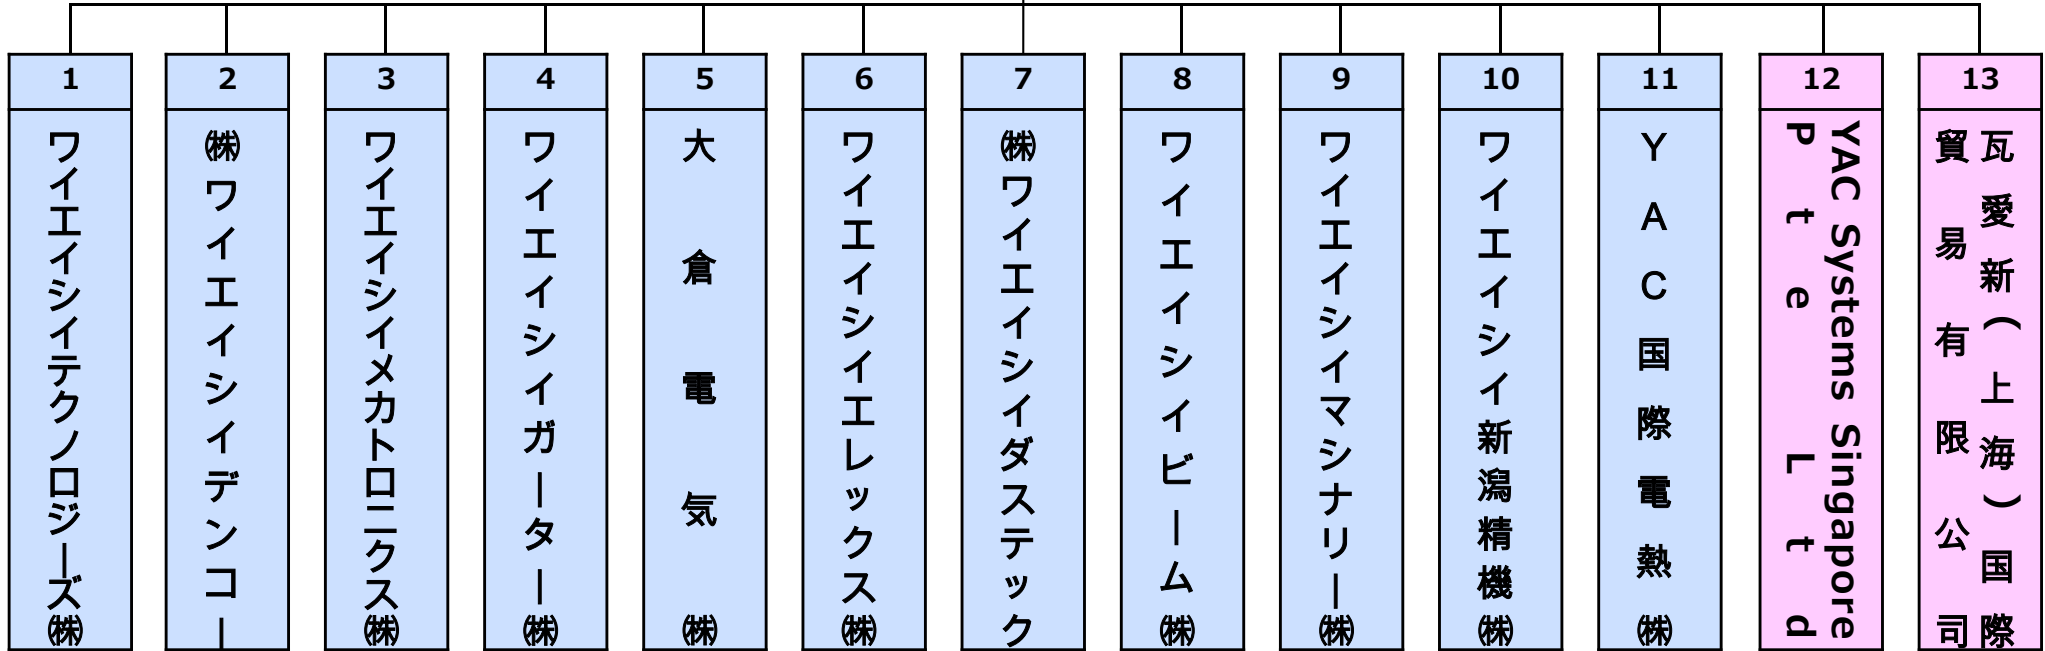 1
ワイエイシイテクノロジーズ㈱
2
㈱ワイエイシイデンコー
3
ワイエイシイメカトロニクス㈱
4
ワイエイシイガーター㈱
5
大倉電気㈱
6
ワイエイシイエレックス㈱
7
㈱ワイエイシイダステック
8
ワイエイシイビーム㈱
9
ワイエイシイマシナリー㈱
10
ワイエイシイ新潟精機㈱
11
ＹＡＣ国際電熱㈱
12
YAC Systems Singapore
Pte Ltd
13
瓦愛新（上海）国際
貿易有限公司